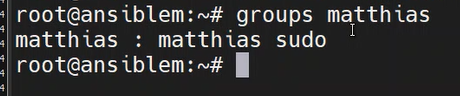 root@ansiblem:~# groups matthias
matthias : matthias sudo
root@ansiblem:~#